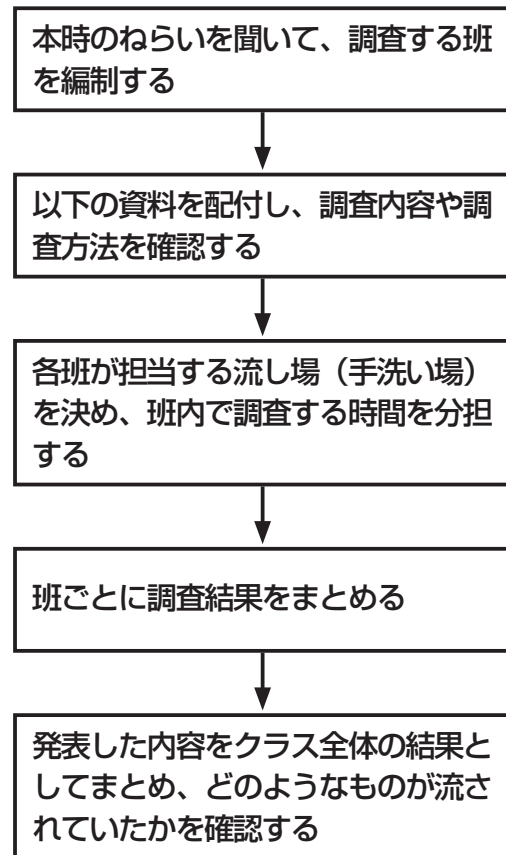 本時のねらいを聞いて、調査する班
を編制する
以下の資料を配付し、調査内容や調
査方法を確認する
各班が担当する流し場（手洗い場）
を決め、班内で調査する時間を分担
する
班ごとに調査結果をまとめる
発表した内容をクラス全体の結果と
してまとめ、どのようなものが流さ
れていたかを確認する